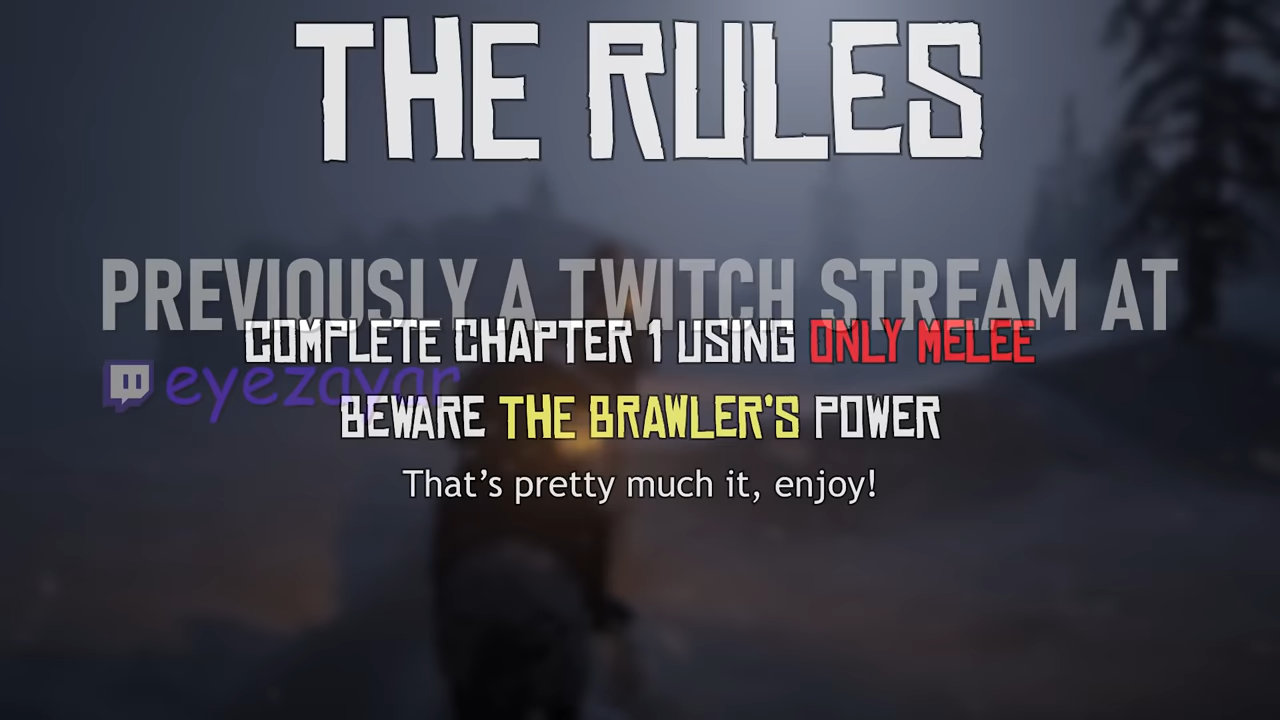 THE RULES
PREVIOUSLY A TWITCH STREAM AT
COMPLETE CHAPTER 1 USING ONLY MELEE
eyezayar
BEWARE THE BRAWLER'S POWER
That's pretty much it, enjoy!